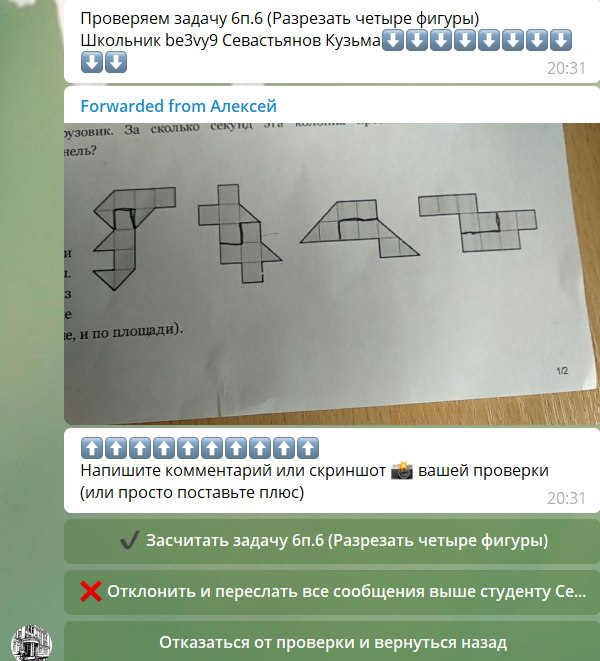 Проверяем задачу 6п.6 (Разрезать четыре фигуры)
Школьник be3vy9 Севастьянов Кузьма⬇️⬇️⬇️⬇️⬇️⬇️⬇️⬇️
⬇️⬇️
20:31
Forwarded from Алексей
рузовик. За сколько секунд эта
нель?
и
з
е
е, и по площади).
1/2
⬆️⬆️⬆️⬆️⬆️⬆️⬆️⬆️⬆️⬆️
Напишите комментарий или скриншот 📸 вашей проверки
(или просто поставьте плюс)
20:31
✔️ Засчитать задачу 6п.6 (Разрезать четыре фигуры)
❌ Отклонить и переслать все сообщения выше студенту Се...
Отказаться от проверки и вернуться назад